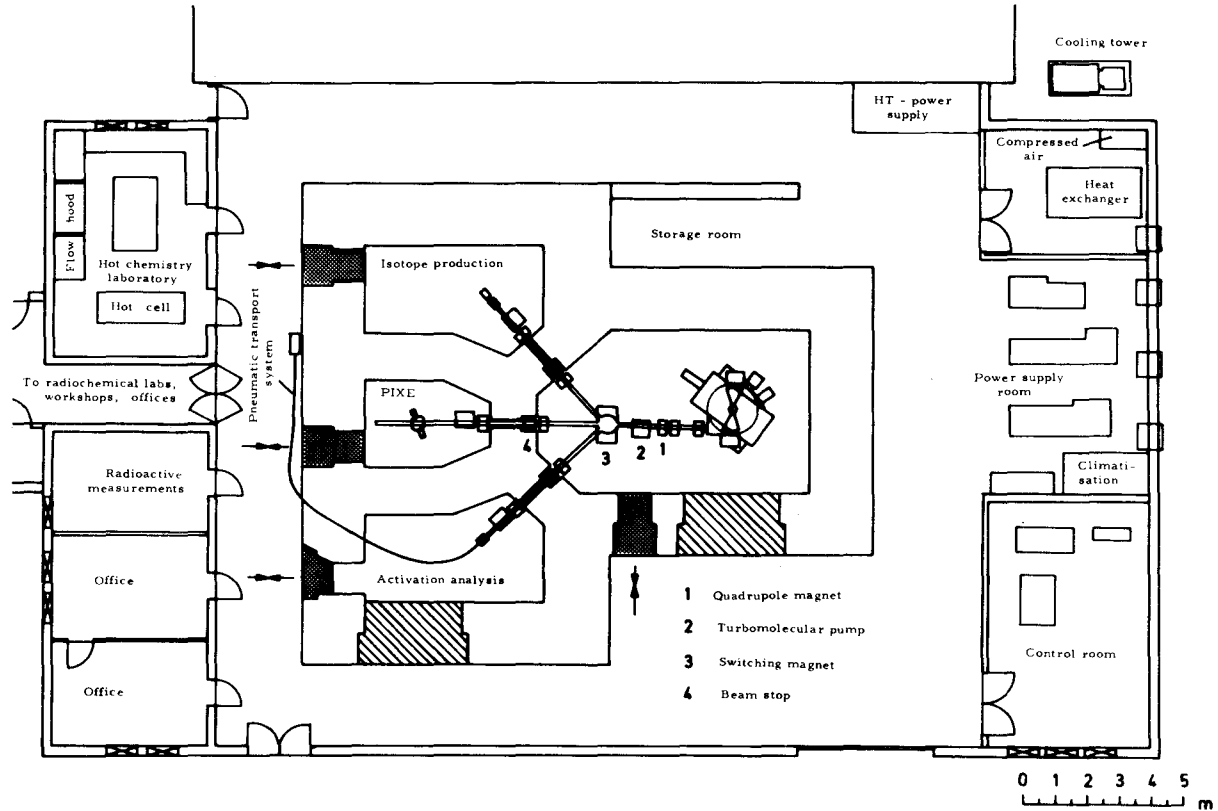 Cooling tower
HT - power
supply
Compressed
air
Heat
exchanger
Flow hood
Hot chemistry
laboratory
Hot cell
Storage room
Isotope production
Pneumatic transport
system
To radiochemical labs,
workshops, offices
PIXE
4
3
2
1
Power supply
room
Radioactive
measurements
Climati-
sation
Office
Activation analysis
1 Quadrupole magnet
2 Turbomolecular pump
3 Switching magnet
4 Beam stop
Control room
Office
0 1 2 3 4 5
m